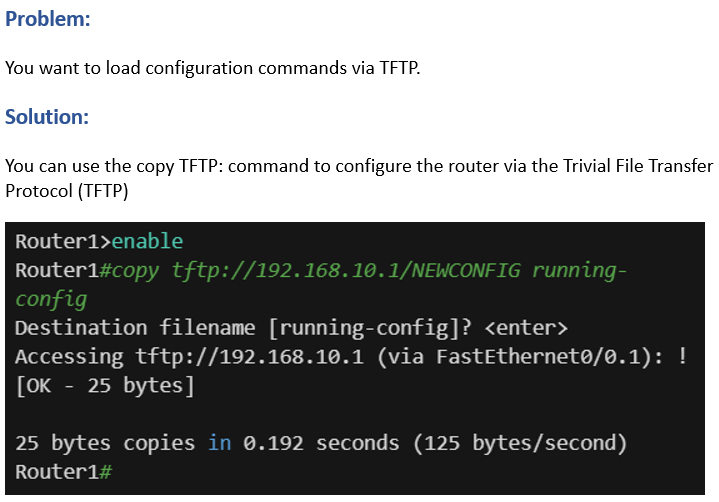 Problem:
You want to load configuration commands via TFTP.
Solution:
You can use the copy TFTP: command to configure the router via the Trivial File Transfer
Protocol (TFTP)
Router1>enable
Router1#copy tftp://192.168.10.1/NEWCONFIG running-
config
Destination filename [running-config]? <enter>
Accessing tftp://192.168.10.1 (via FastEthernet0/0.1): !
[OK - 25 bytes]
25 bytes copies in 0.192 seconds (125 bytes/second)
Router1#